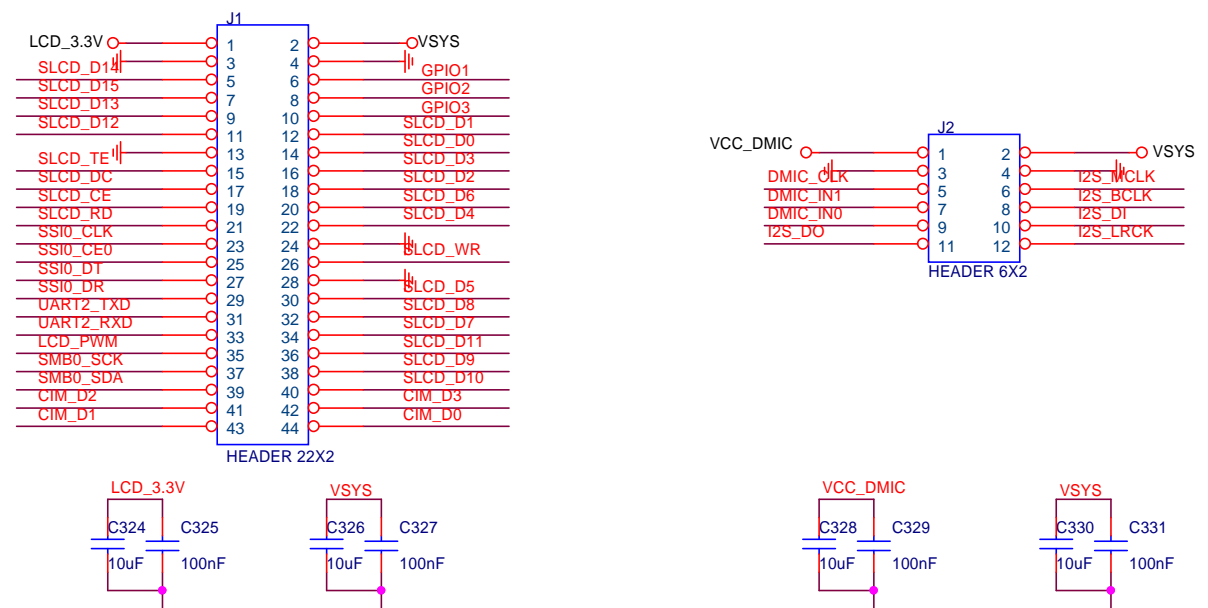 J1
LCD_3.3V 1 2 VSYS
3 4
SLCD_D14 5 6 GPIO1
SLCD_D15 7 8 GPIO2
SLCD_D13 9 10 GPIO3
SLCD_D12 11 12 SLCD_D1
13 14 SLCD_D0
SLCD_TE 15 16 SLCD_D3
SLCD_DC 17 18 SLCD_D2
SLCD_CE 19 20 SLCD_D6
SLCD_RD 21 22 SLCD_D4
SSI0_CLK 23 24
SSI0_CE0 25 26 SLCD_WR
SSI0_DT 27 28
SSI0_DR 29 30 SLCD_D5
UART2_TXD 31 32 SLCD_D8
UART2_RXD 33 34 SLCD_D7
LCD_PWM 35 36 SLCD_D11
SMB0_SCK 37 38 SLCD_D9
SMB0_SDA 39 40 SLCD_D10
CIM_D2 41 42 CIM_D3
CIM_D1 43 44 CIM_D0
HEADER 22X2
J2
VCC_DMIC 1 2 VSYS
3 4
DMIC_CLK 5 6 I2S_MCLK
DMIC_IN1 7 8 I2S_BCLK
DMIC_IN0 9 10 I2S_DI
I2S_DO 11 12 I2S_LRCK
HEADER 6X2
LCD_3.3V VSYS VCC_DMIC VSYS
C324 C325 C326 C327 C328 C329 C330 C331
10uF 100nF 10uF 100nF 10uF 100nF 10uF 100nF